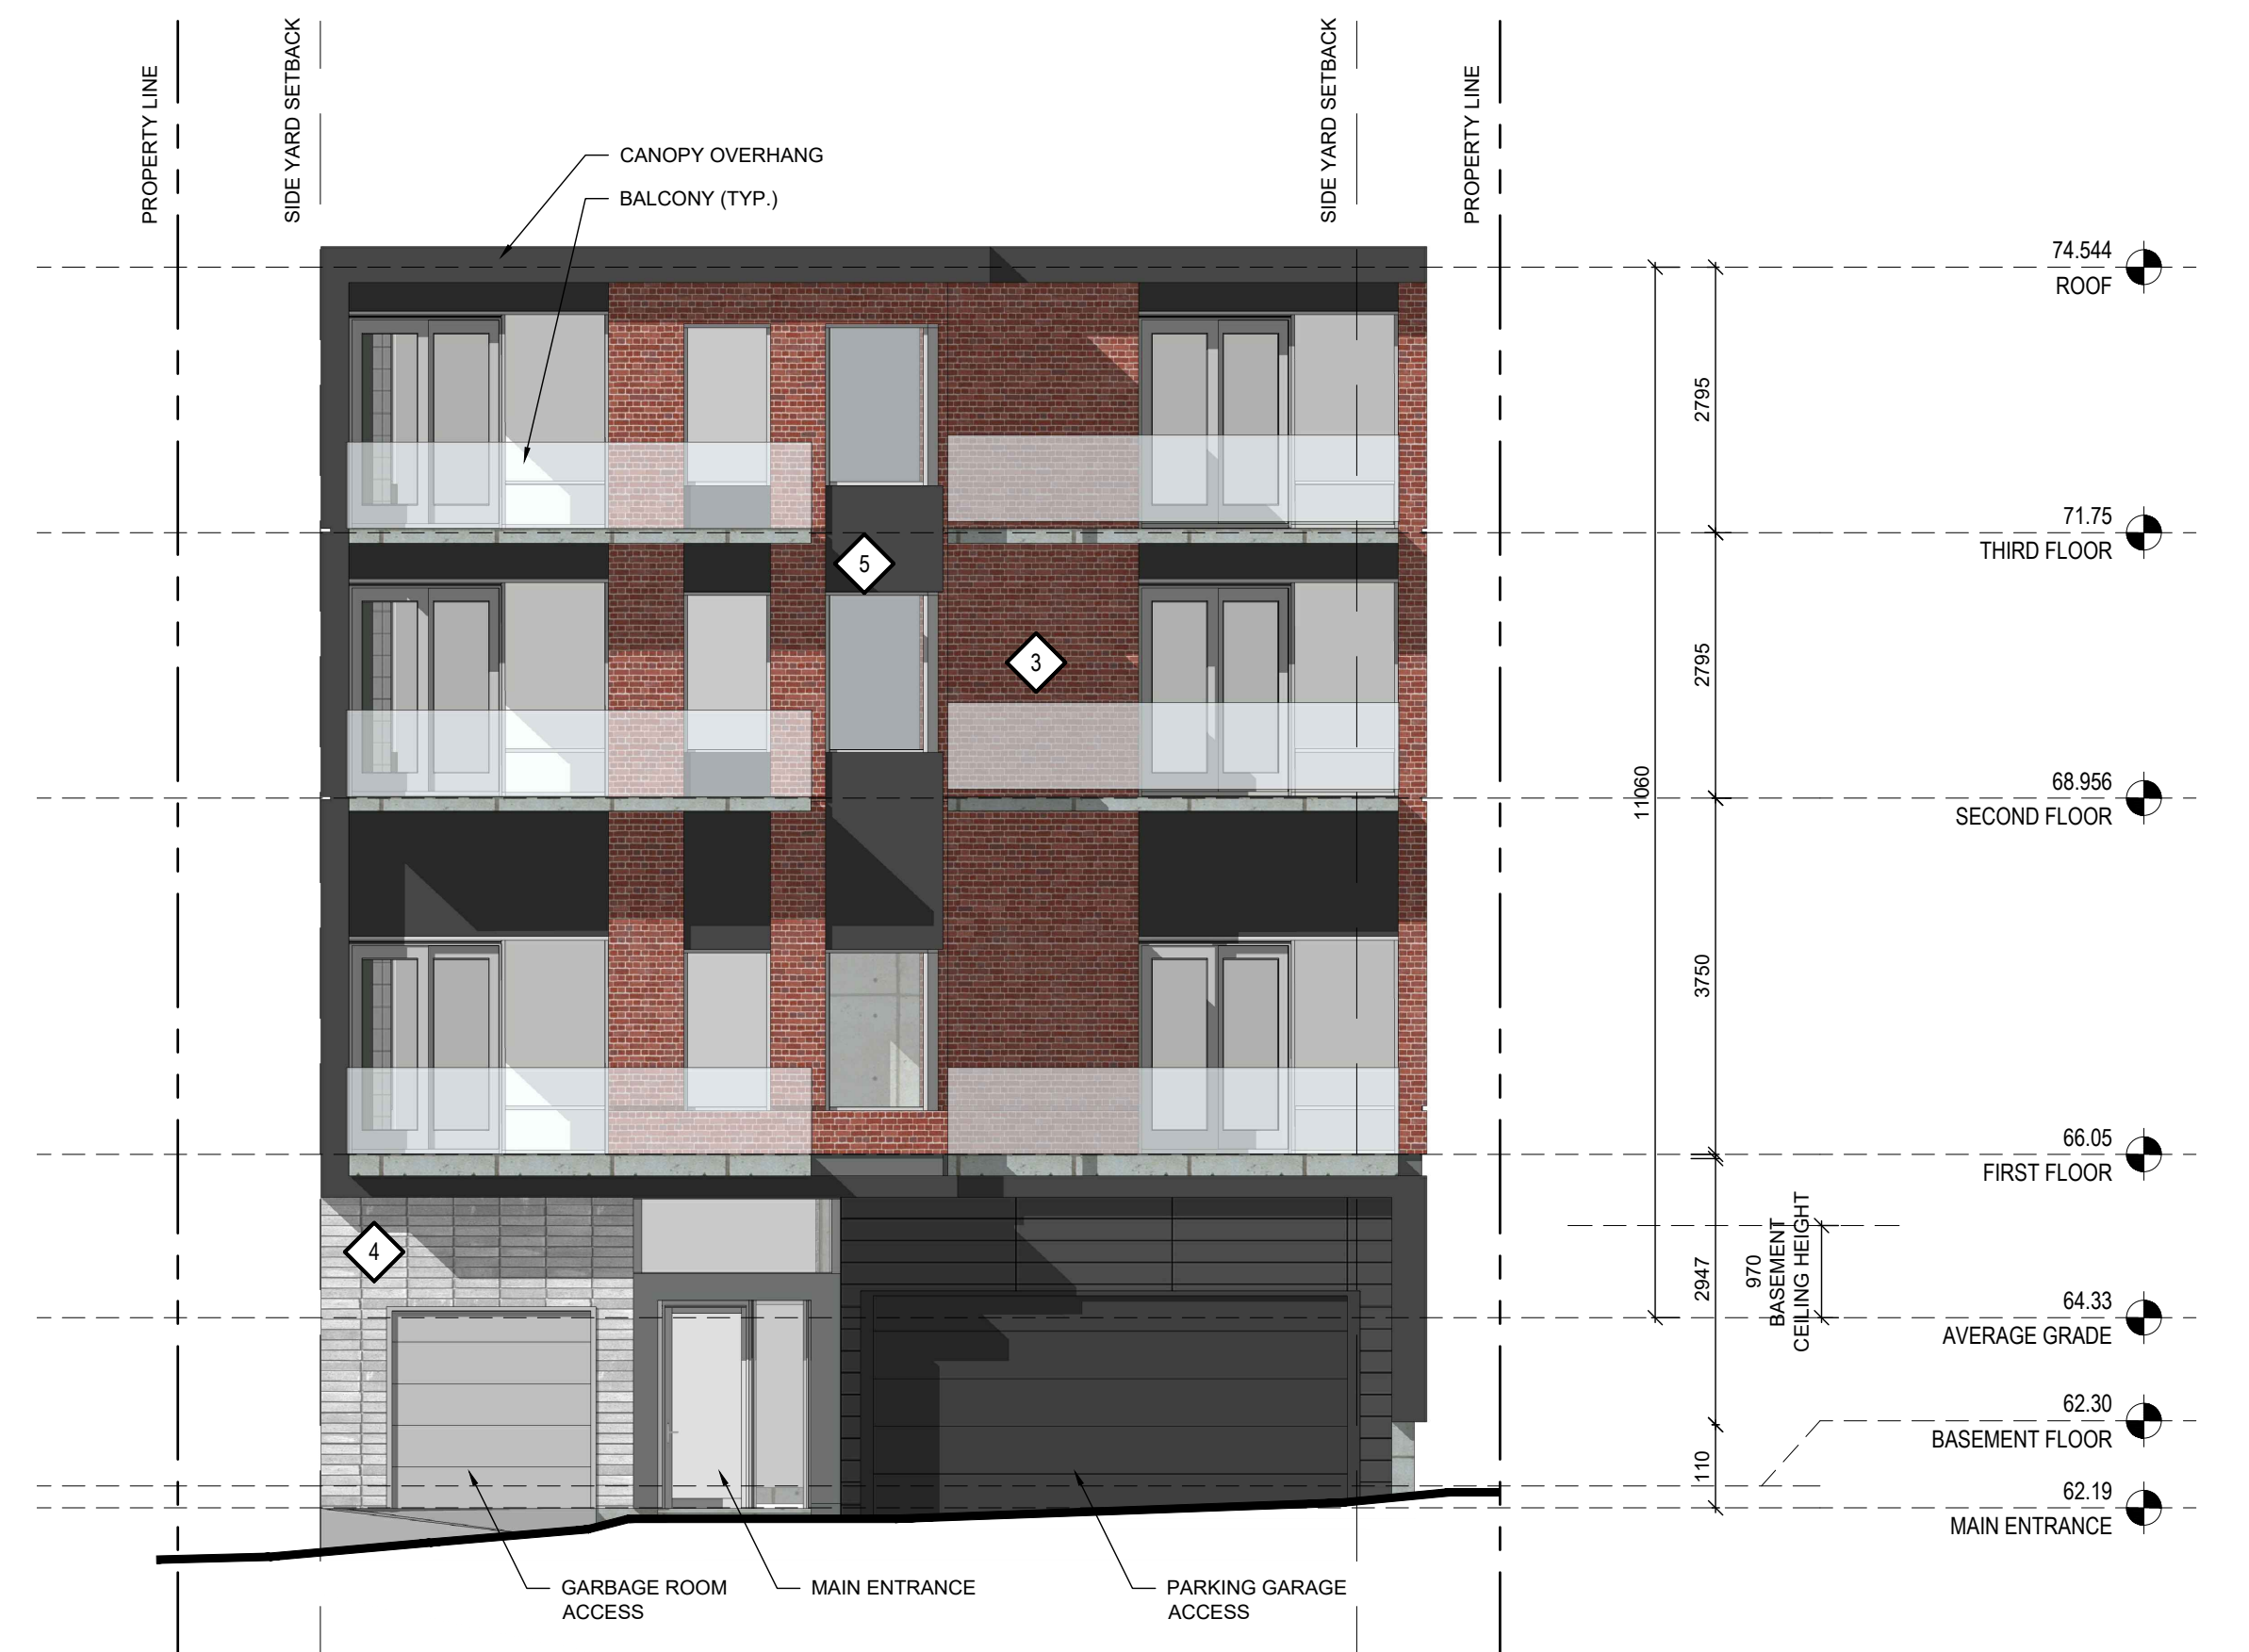 PROPERTY LINE
SIDE YARD SETBACK
SIDE YARD SETBACK
PROPERTY LINE
CANOPY OVERHANG
BALCONY (TYP.)
74.544
ROOF
2795
71.75
THIRD FLOOR
5
3
2795
11060
68.956
SECOND FLOOR
3750
66.05
FIRST FLOOR
4
2947
970
BASEMENT
CEILING HEIGHT
64.33
AVERAGE GRADE
62.30
BASEMENT FLOOR
110
62.19
MAIN ENTRANCE
GARBAGE ROOM
ACCESS
MAIN ENTRANCE
PARKING GARAGE
ACCESS